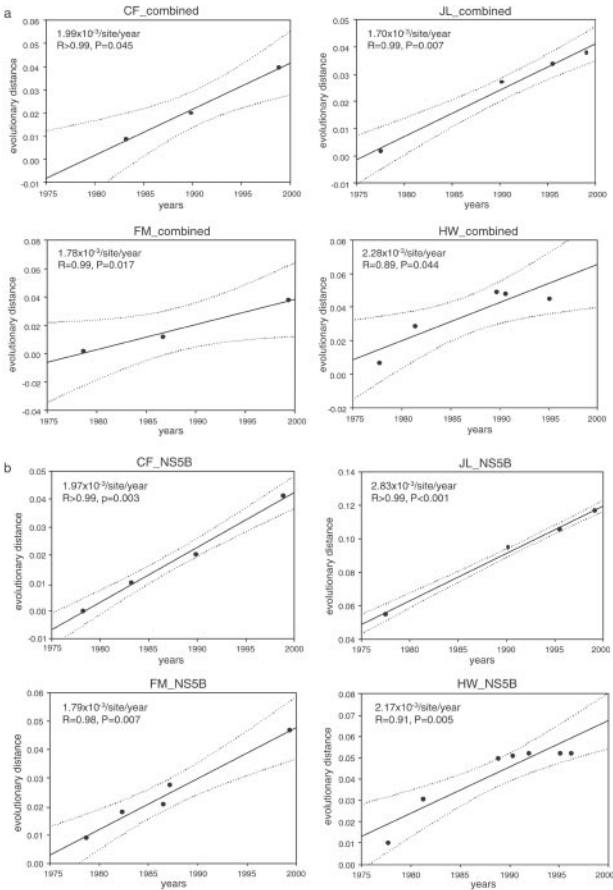 a
CF_combined
1.99x10⁻³/site/year
R>0.99, P=0.045
evolutionary distance
0.06
0.05
0.04
0.03
0.02
0.01
0.00
-0.01
1975 1980 1985 1990 1995 2000
years
JL_combined
1.70x10⁻³/site/year
R=0.99, P=0.007
evolutionary distance
0.05
0.04
0.03
0.02
0.01
0.00
-0.01
1975 1980 1985 1990 1995 2000
years
FM_combined
1.78x10⁻³/site/year
R=0.99, P=0.017
evolutionary distance
0.08
0.06
0.04
0.02
0.00
-0.02
-0.04
1975 1980 1985 1990 1995 2000
years
HW_combined
2.28x10⁻³/site/year
R=0.89, P=0.044
evolutionary distance
0.08
0.06
0.04
0.02
0.00
-0.02
1975 1980 1985 1990 1995 2000
years
b
CF_NS5B
1.97x10⁻³/site/year
R>0.99, p=0.003
evolutionary distance
0.05
0.04
0.03
0.02
0.01
0.00
-0.01
1975 1980 1985 1990 1995 2000
years
JL_NS5B
2.83x10⁻³/site/year
R>0.99, P<0.001
evolutionary distance
0.14
0.12
0.10
0.08
0.06
0.04
1975 1980 1985 1990 1995 2000
years
FM_NS5B
1.79x10⁻³/site/year
R=0.98, P=0.007
evolutionary distance
0.06
0.05
0.04
0.03
0.02
0.01
0.00
1975 1980 1985 1990 1995 2000
years
HW_NS5B
2.17x10⁻³/site/year
R=0.91, P=0.005
evolutionary distance
0.08
0.07
0.06
0.05
0.04
0.03
0.02
0.01
0.00
1975 1980 1985 1990 1995 2000
years